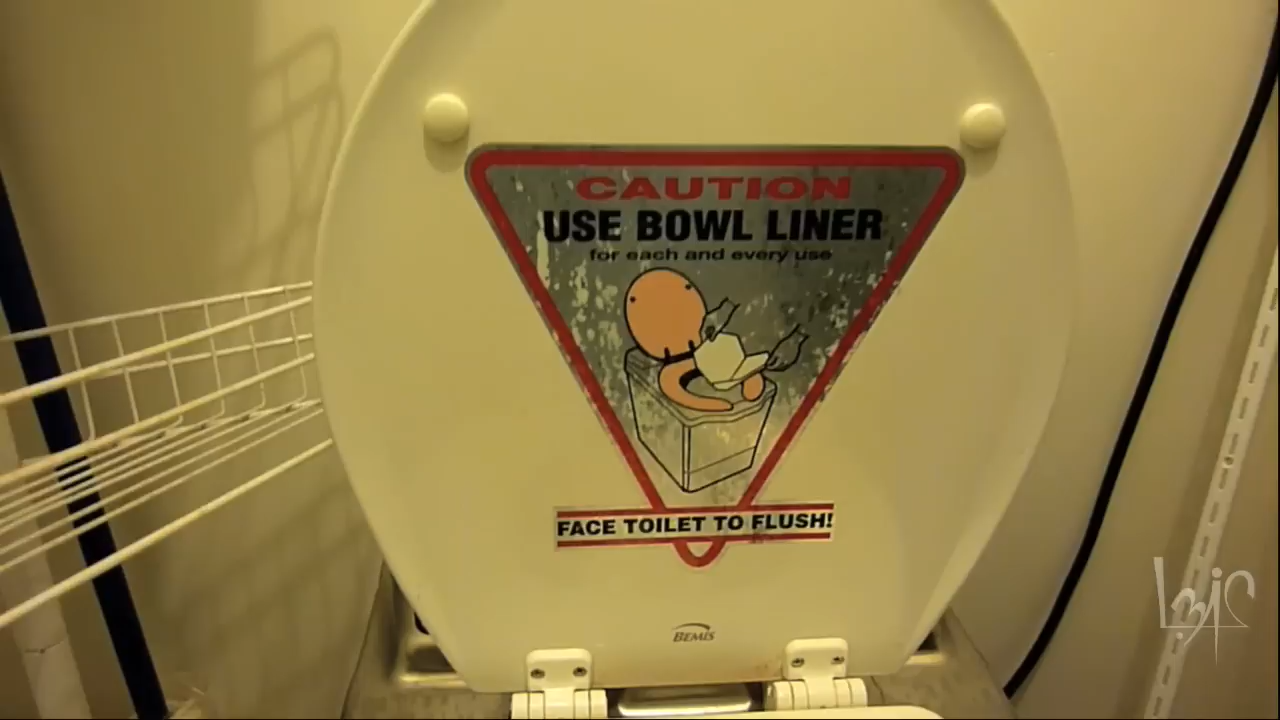 CAUTION
USE BOWL LINER
for each and every use
FACE TOILET TO FLUSH!
BEMIS